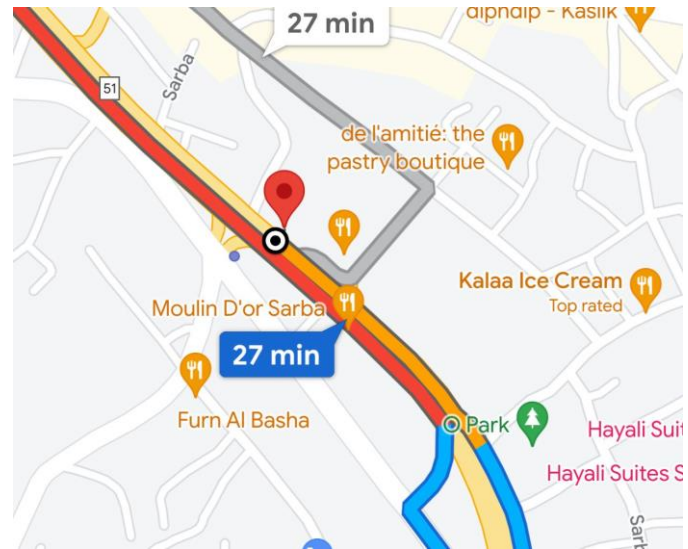 27 min
diphdip - Kaslik
51
Sarba
de l'amitié: the
pastry boutique
Kalaa Ice Cream
Top rated
Moulin D'or Sarba
27 min
Furn Al Basha
O Park
Hayali Suit
Hayali Suites S
Sarb